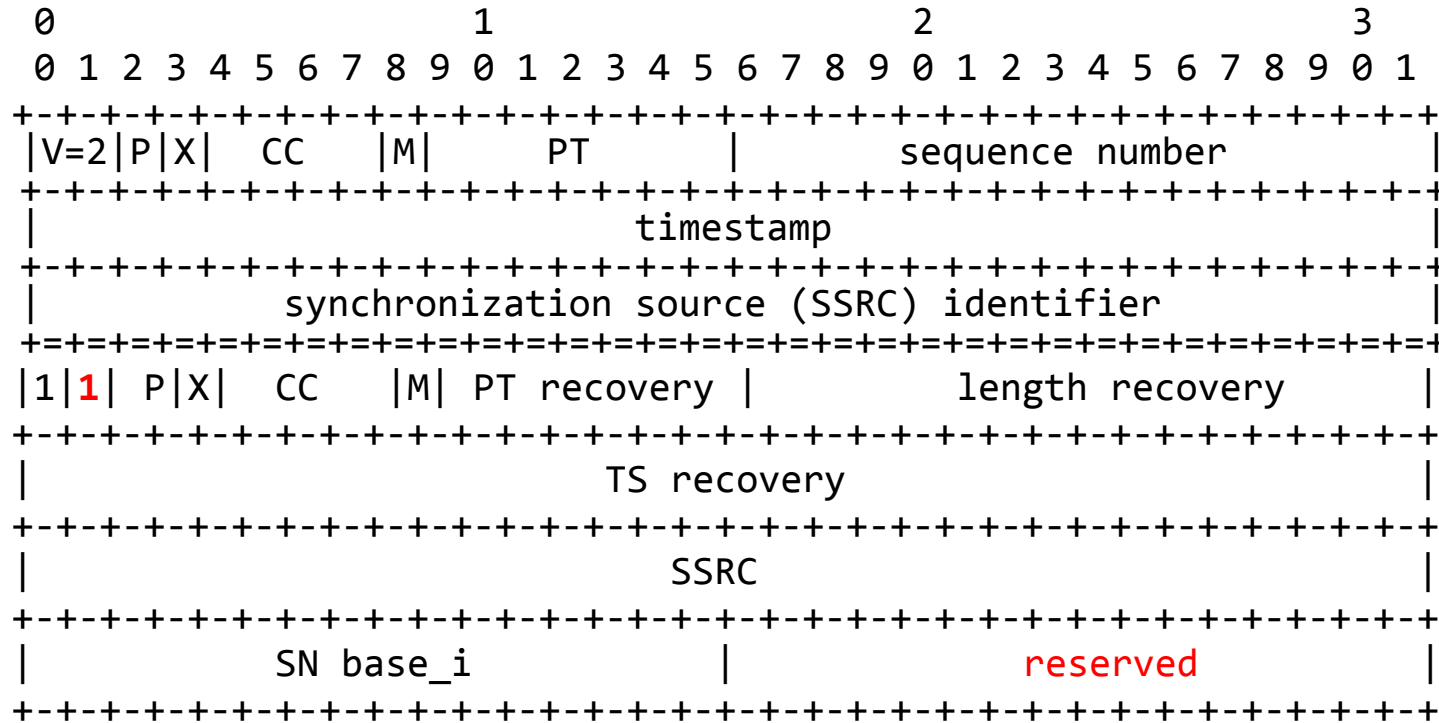 0                   1                   2                   3
0 1 2 3 4 5 6 7 8 9 0 1 2 3 4 5 6 7 8 9 0 1 2 3 4 5 6 7 8 9 0 1
+-+-+-+-+-+-+-+-+-+-+-+-+-+-+-+-+-+-+-+-+-+-+-+-+-+-+-+-+-+-+-+-+
|V=2|P|X|  CC   |M|     PT      |       sequence number         |
+-+-+-+-+-+-+-+-+-+-+-+-+-+-+-+-+-+-+-+-+-+-+-+-+-+-+-+-+-+-+-+-+
|                           timestamp                           |
+-+-+-+-+-+-+-+-+-+-+-+-+-+-+-+-+-+-+-+-+-+-+-+-+-+-+-+-+-+-+-+-+
|           synchronization source (SSRC) identifier            |
+=+=+=+=+=+=+=+=+=+=+=+=+=+=+=+=+=+=+=+=+=+=+=+=+=+=+=+=+=+=+=+=+
|1|1| P|X|  CC   |M| PT recovery |         length recovery      |
+-+-+-+-+-+-+-+-+-+-+-+-+-+-+-+-+-+-+-+-+-+-+-+-+-+-+-+-+-+-+-+-+
|                          TS recovery                          |
+-+-+-+-+-+-+-+-+-+-+-+-+-+-+-+-+-+-+-+-+-+-+-+-+-+-+-+-+-+-+-+-+
|                             SSRC                              |
+-+-+-+-+-+-+-+-+-+-+-+-+-+-+-+-+-+-+-+-+-+-+-+-+-+-+-+-+-+-+-+-+
|           SN base_i           |             reserved          |
+-+-+-+-+-+-+-+-+-+-+-+-+-+-+-+-+-+-+-+-+-+-+-+-+-+-+-+-+-+-+-+-+